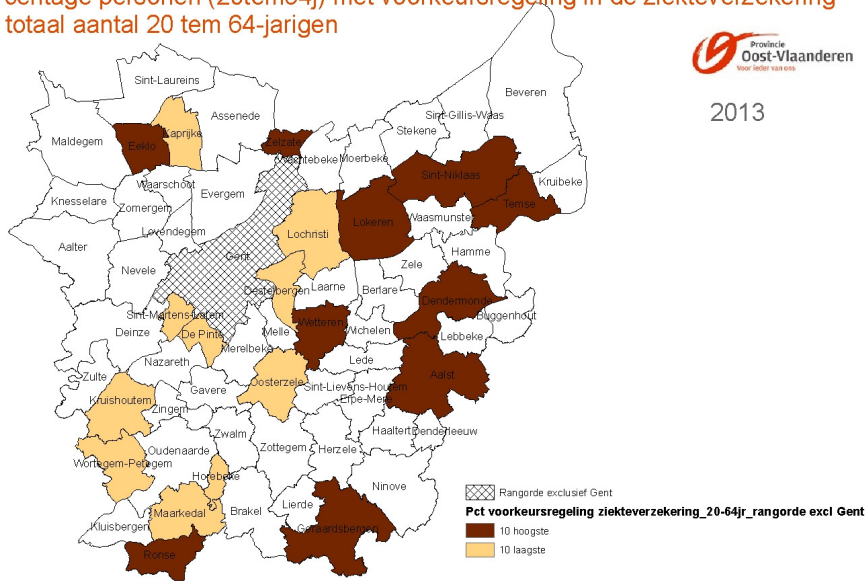 centage personen (20tem64j) met voorkeursregeling in de ziekteverzekering
totaal aantal 20 tem 64-jarigen
Provincie
Oost-Vlaanderen
voor ieder van ons
2013
Sint-Laureins
Beveren
Assenede
Sint-Gillis-Waas
Stekene
Kaprijke
Maldegem
Eeklo
Zelzate
Wachtebeke
Moerbeke
Sint-Niklaas
Kruibeke
Waarschoot
Evergem
Knesselare
Zomergem
Temse
Waasmunster
Lokeren
Lovendegem
Lochristi
Aalter
Gent
Hamme
Zele
Nevele
Destelbergen
Laarne
Berlare
Dendermonde
Sint-Martens-Latem
Buggenhout
Deinze
De Pinte
Melle
Wetteren
Wichelen
Lebbeke
Merelbeke
Nazareth
Lede
Zulte
Oosterzele
Aalst
Gavere
Sint-Lievens-Houtem
Kruishoutem
Erpe-Mere
Zingem
Zwalm
Haaltert
Denderleeuw
Oudenaarde
Zottegem
Herzele
Wortegem-Petegem
Horebeke
Ninove
Lierde
Maarkedal
Brakel
Kluisbergen
Geraardsbergen
Ronse
Rangorde exclusief Gent
Pct voorkeursregeling ziekteverzekering_20-64jr_rangorde excl Gent
10 hoogste
10 laagste